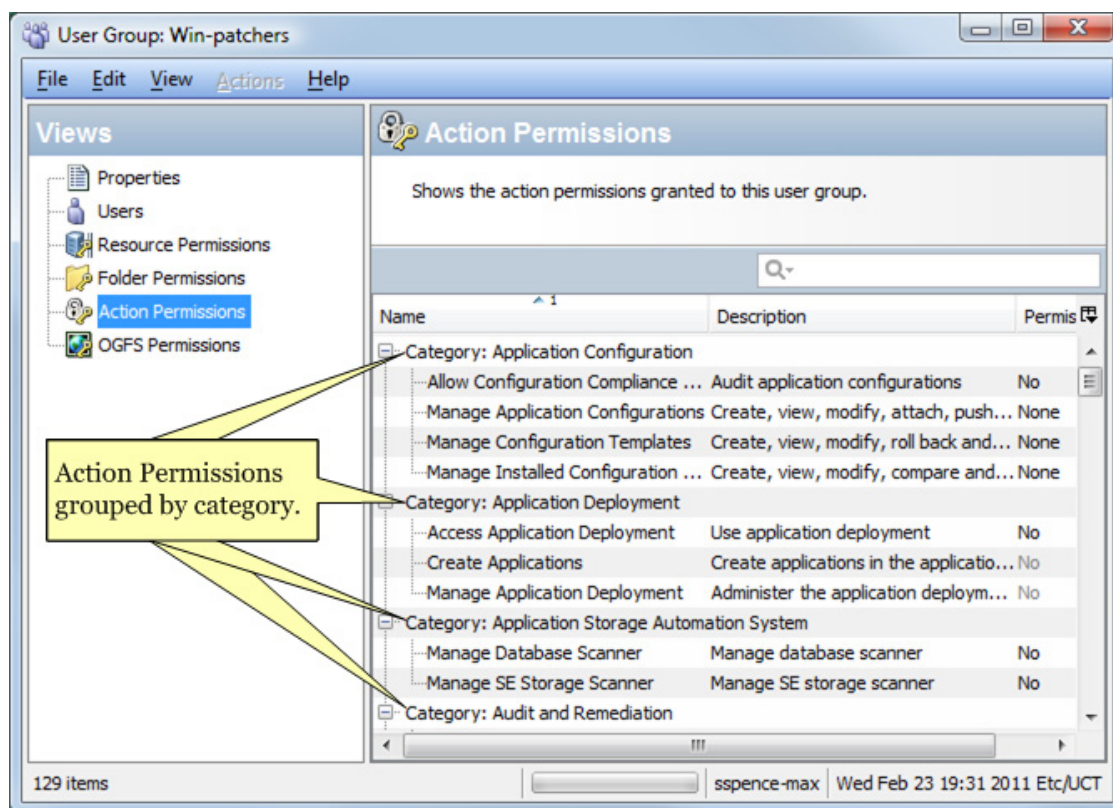 User Group: Win-patchers
File Edit View Actions Help
Views
Properties
Users
Resource Permissions
Folder Permissions
Action Permissions
OGFS Permissions
Action Permissions
Shows the action permissions granted to this user group.
1
Name Description Permis
Category: Application Configuration
Allow Configuration Compliance ... Audit application configurations No
Manage Application Configurations Create, view, modify, attach, push... None
Manage Configuration Templates Create, view, modify, roll back and... None
Manage Installed Configuration ... Create, view, modify, compare and... None
Category: Application Deployment
Access Application Deployment Use application deployment No
Create Applications Create applications in the applicatio... No
Manage Application Deployment Administer the application deploym... No
Category: Application Storage Automation System
Manage Database Scanner Manage database scanner No
Manage SE Storage Scanner Manage SE storage scanner No
Category: Audit and Remediation
Action Permissions
grouped by category.
129 items sspence-max Wed Feb 23 19:31 2011 Etc/UCT